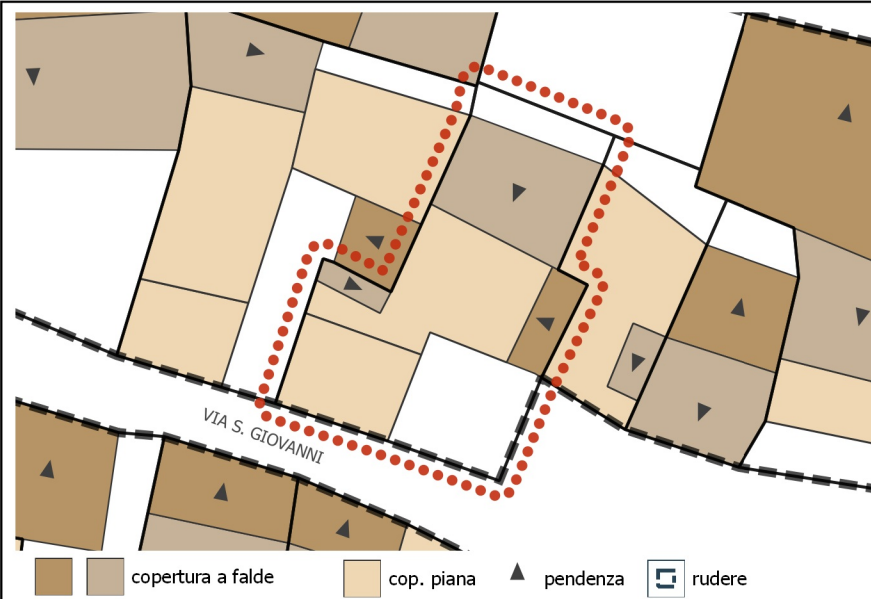 VIA S. GIOVANNI
copertura a falde
cop. piana
pendenza
rudere